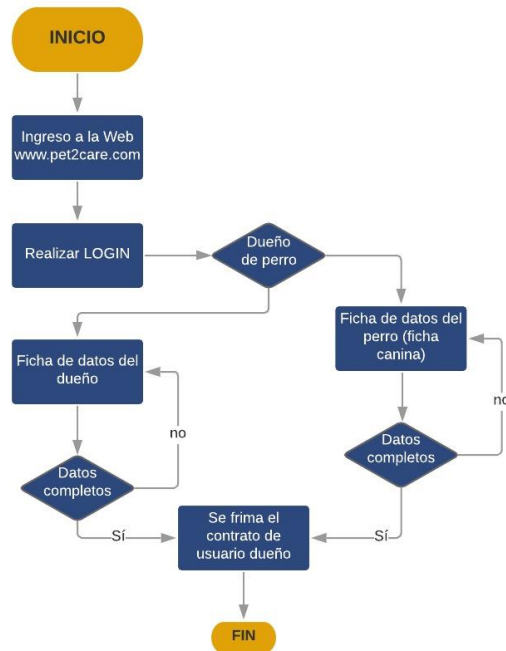 INICIO
Ingreso a la Web
www.pet2care.com
Realizar LOGIN
Dueño
de perro
Ficha de datos del
dueño
Ficha de datos del
perro (ficha
canina)
no
no
Datos
completos
Datos
completos
Sí
Se frima el
contrato de
usuario dueño
Sí
FIN